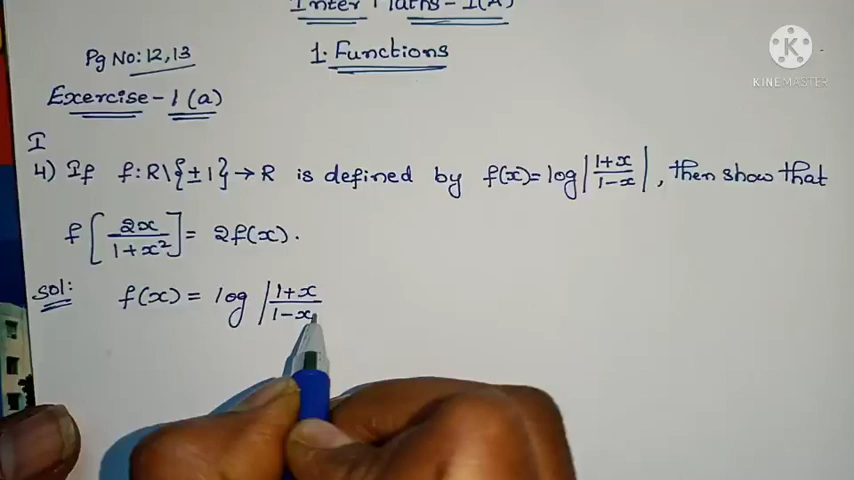 Inter Maths-I(A)
1. Functions
Pg No: 12, 13
Exercise-1(a)
I
4) If f: R\{±1}→R is defined by f(x)=log|1+x/1-x|, then show that
f[2x/1+x²]= 2f(x).
Sol: f(x) = log|1+x/1-x
K
KINEMASTER